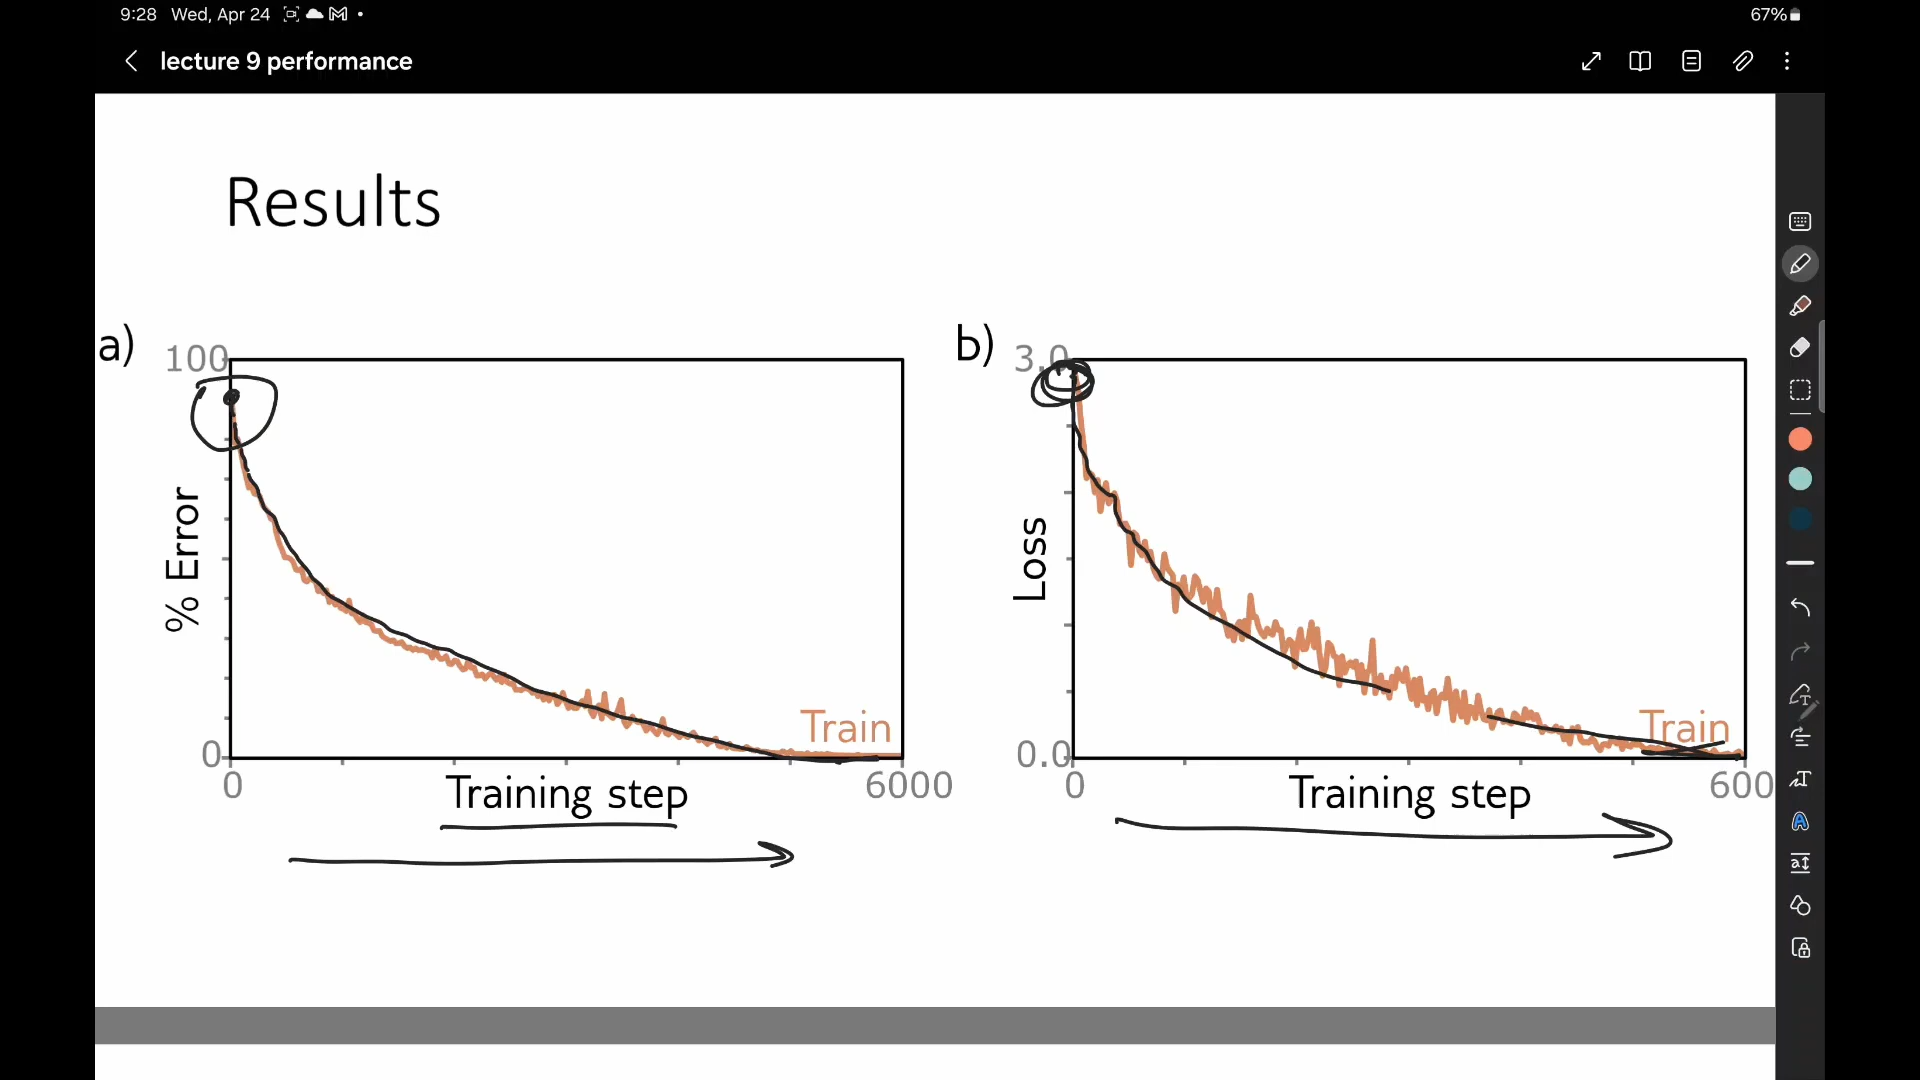 9:28 Wed, Apr 24
67%
lecture 9 performance
Results
a)
100
% Error
0
Train
0
Training step
6000
b)
3.0
Loss
0.0
Train
0
Training step
600